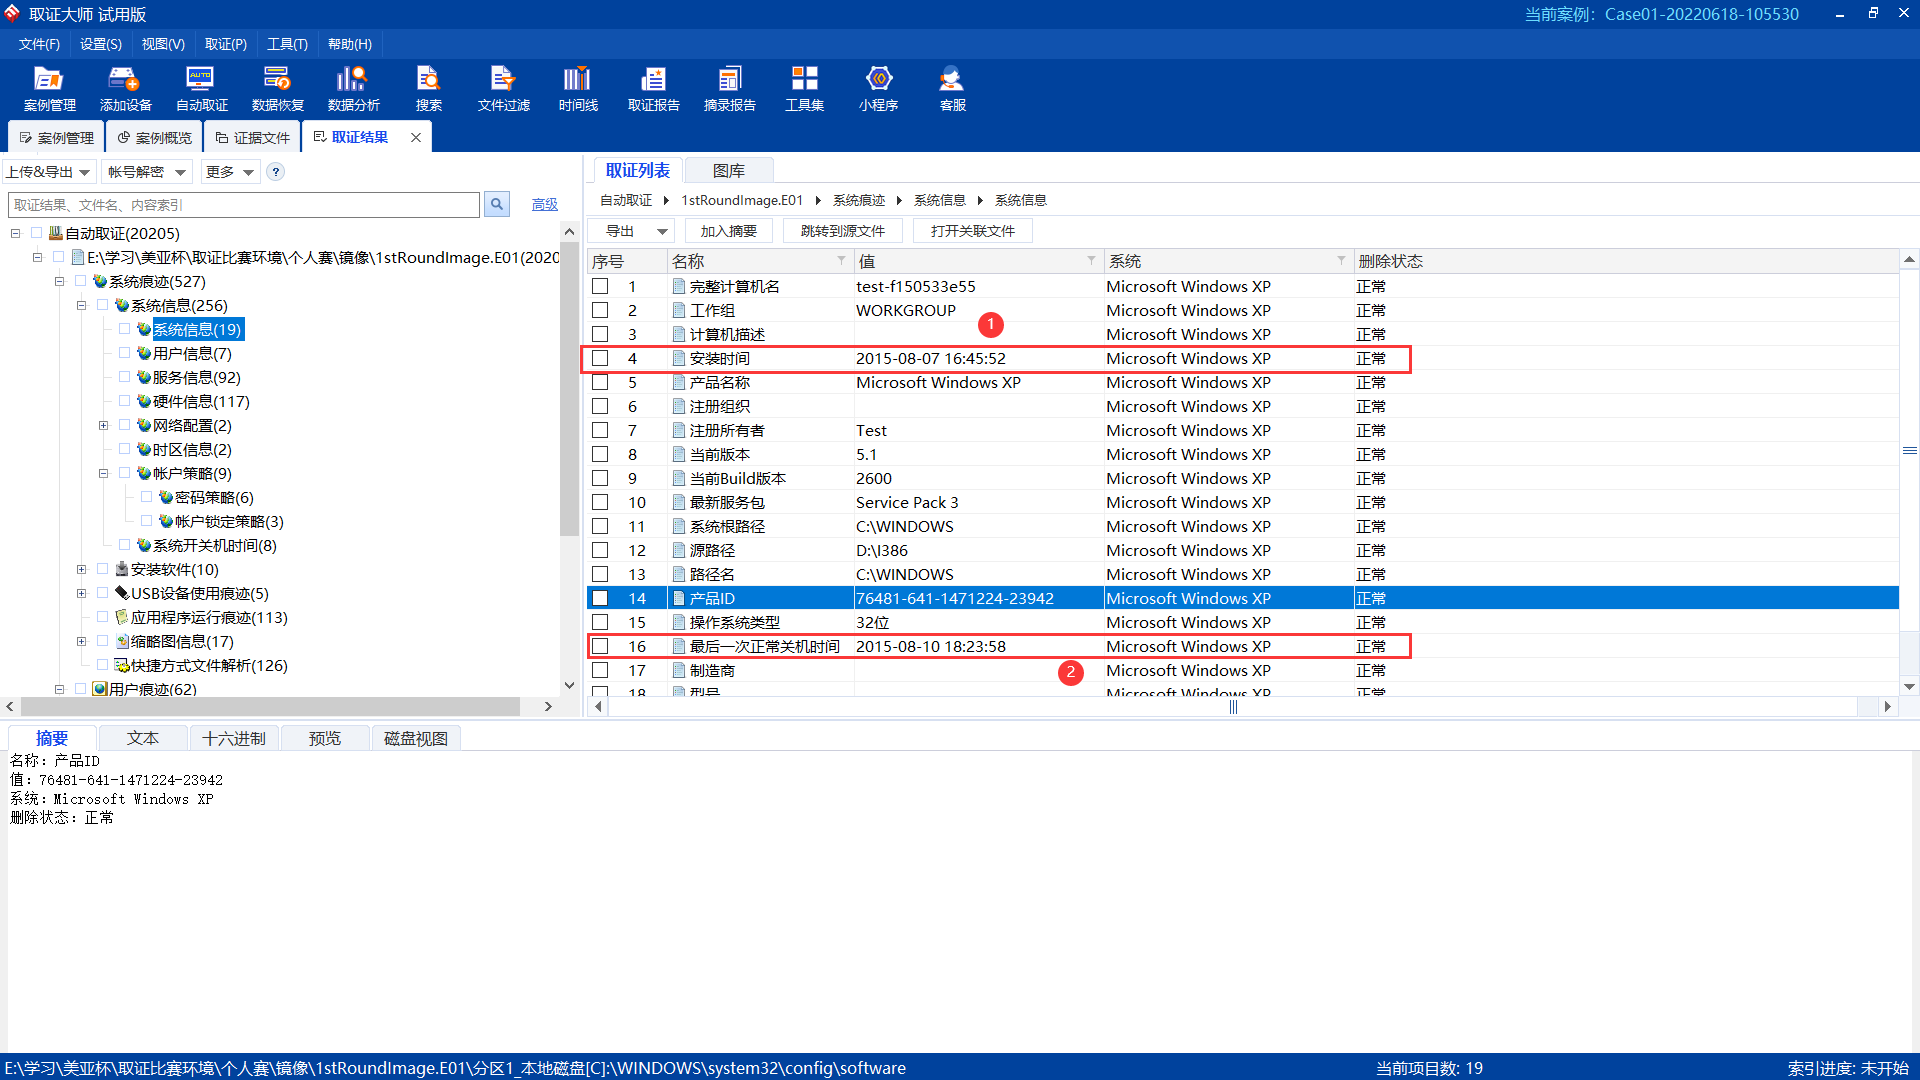 取证大师 试用版
当前案例: Case01-20220618-105530
文件(F) 设置(S) 视图(V) 取证(P) 工具(T) 帮助(H)
案例管理 添加设备 自动取证 数据恢复 数据分析 搜索 文件过滤 时间线 取证报告 摘录报告 工具集 小程序 客服
案例管理 案例概览 证据文件 取证结果
上传&导出 帐号解密 更多 ?
取证结果、文件名、内容索引 高级
自动取证(20205)
E:\学习\美亚杯\取证比赛环境\个人赛\镜像\1stRoundImage.E01(2020
系统痕迹(527)
系统信息(256)
系统信息(19)
用户信息(7)
服务信息(92)
硬件信息(117)
网络配置(2)
时区信息(2)
帐户策略(9)
密码策略(6)
帐户锁定策略(3)
系统开关机时间(8)
安装软件(10)
USB设备使用痕迹(5)
应用程序运行痕迹(113)
缩略图信息(17)
快捷方式文件解析(126)
用户痕迹(62)
取证列表 图库
自动取证 1stRoundImage.E01 系统痕迹 系统信息 系统信息
导出 加入摘要 跳转到源文件 打开关联文件
序号 名称 值 系统 删除状态
1 完整计算机名 test-f150533e55 Microsoft Windows XP 正常
2 工作组 WORKGROUP Microsoft Windows XP 正常
1
3 计算机描述 Microsoft Windows XP 正常
4 安装时间 2015-08-07 16:45:52 Microsoft Windows XP 正常
5 产品名称 Microsoft Windows XP Microsoft Windows XP 正常
6 注册组织 Microsoft Windows XP 正常
7 注册所有者 Test Microsoft Windows XP 正常
8 当前版本 5.1 Microsoft Windows XP 正常
9 当前Build版本 2600 Microsoft Windows XP 正常
10 最新服务包 Service Pack 3 Microsoft Windows XP 正常
11 系统根路径 C:\WINDOWS Microsoft Windows XP 正常
12 源路径 D:\I386 Microsoft Windows XP 正常
13 路径名 C:\WINDOWS Microsoft Windows XP 正常
14 产品ID 76481-641-1471224-23942 Microsoft Windows XP 正常
15 操作系统类型 32位 Microsoft Windows XP 正常
16 最后一次正常关机时间 2015-08-10 18:23:58 Microsoft Windows XP 正常
17 制造商 Microsoft Windows XP 正常
2
18 型号 Microsoft Windows XP 正常
摘要 文本 十六进制 预览 磁盘视图
名称: 产品ID
值: 76481-641-1471224-23942
系统: Microsoft Windows XP
删除状态: 正常
E:\学习\美亚杯\取证比赛环境\个人赛\镜像\1stRoundImage.E01\分区1_本地磁盘[C]:\WINDOWS\system32\config\software
当前项目数: 19
索引进度: 未开始